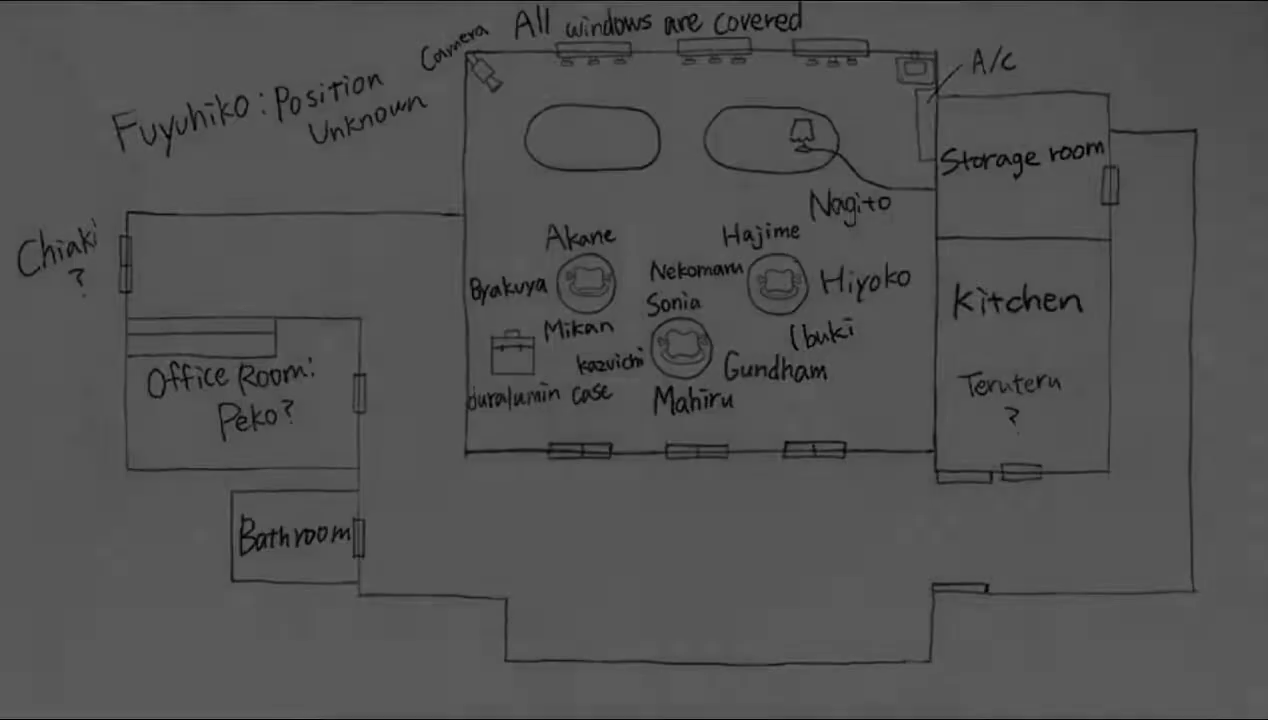 All windows are covered
Camera
A/C
Fuyuhiko: Position
Unknown
Storage room
Nagito
Chiaki
?
Akane
Hajime
Byakuya
Nekomaru
Hiyoko
Sonia
Kitchen
Mikan
Ibuki
kazuichi
Gundham
Office Room:
Peko?
duralumin case
Mahiru
Teruteru
?
Bathroom